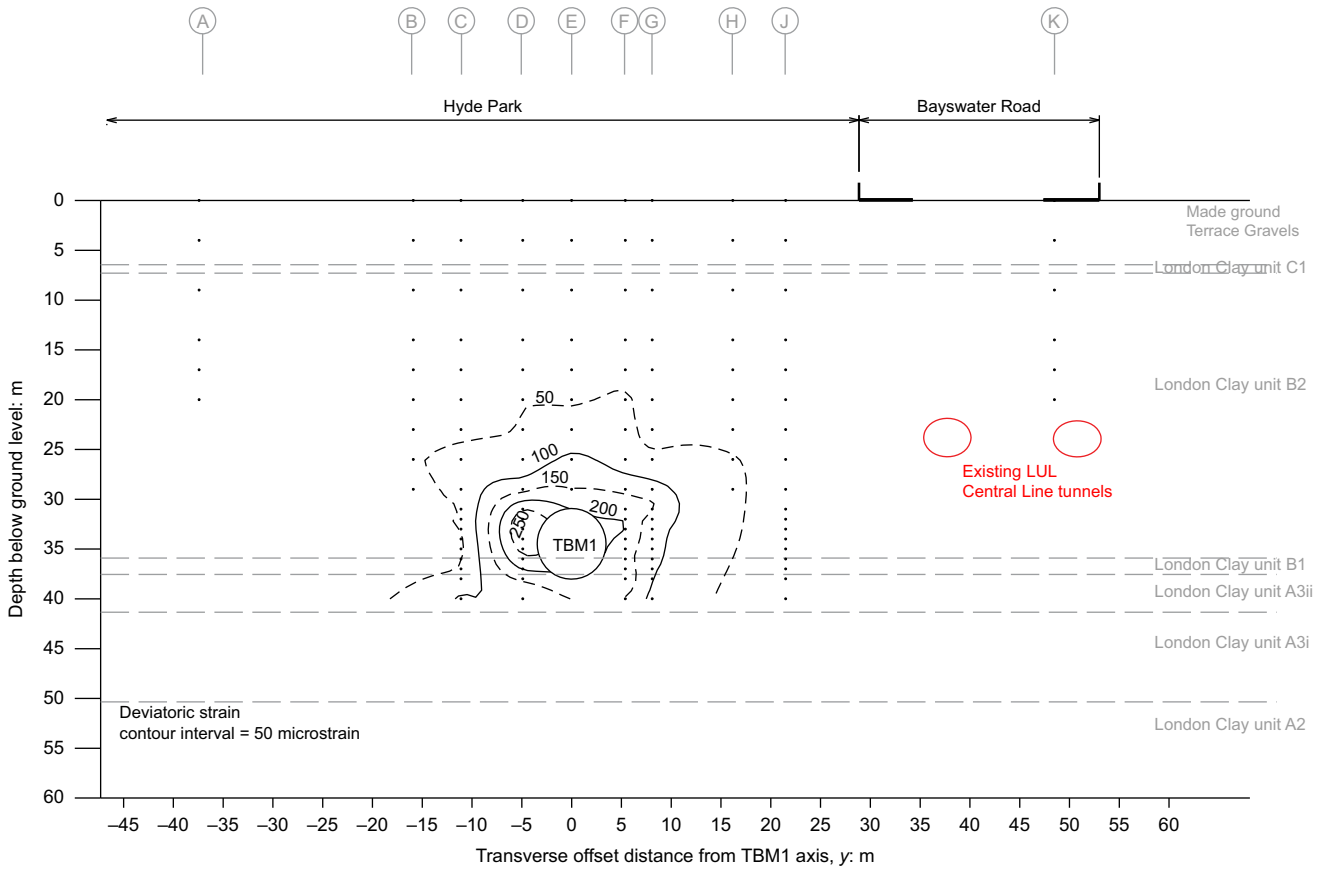 A B C D E F G H J K
Hyde Park
Bayswater Road
0
Made ground
Terrace Gravels
5
London Clay unit C1
10
15
London Clay unit B2
20
50
25
100
Existing LUL
Central Line tunnels
150
30
200
250
TBM1
35
London Clay unit B1
London Clay unit A3ii
40
London Clay unit A3i
45
50
Deviatoric strain
contour interval = 50 microstrain
London Clay unit A2
55
60
Depth below ground level: m
–45 –40 –35 –30 –25 –20 –15 –10 –5 0 5 10 15 20 25 30 35 40 45 50 55 60
Transverse offset distance from TBM1 axis, y: m